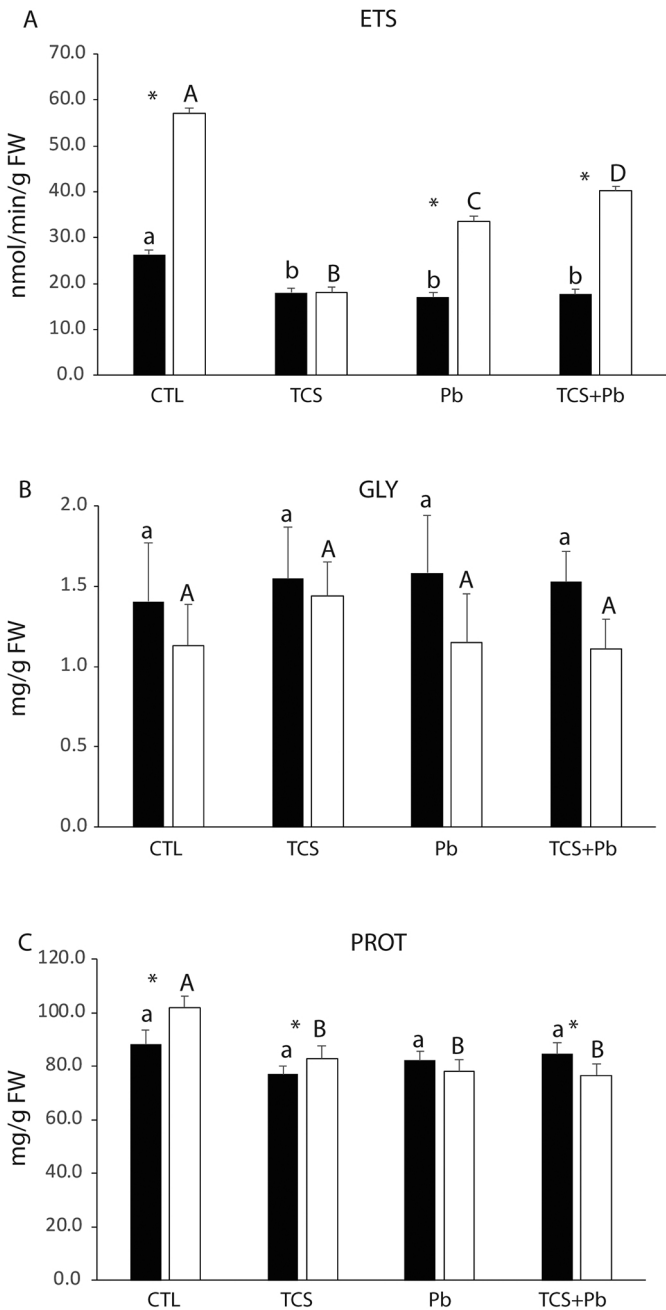 A
ETS
70.0
60.0
50.0
40.0
30.0
20.0
10.0
0.0
nmol/min/g FW
* A
a
b B
* C
b
* D
b
CTL TCS Pb TCS+Pb
B
GLY
2.0
1.5
1.0
0.5
0.0
mg/g FW
a A
a A
a A
a A
CTL TCS Pb TCS+Pb
C
PROT
120.0
100.0
80.0
60.0
40.0
20.0
0.0
mg/g FW
* A
a
* B
a
a B
a* B
CTL TCS Pb TCS+Pb